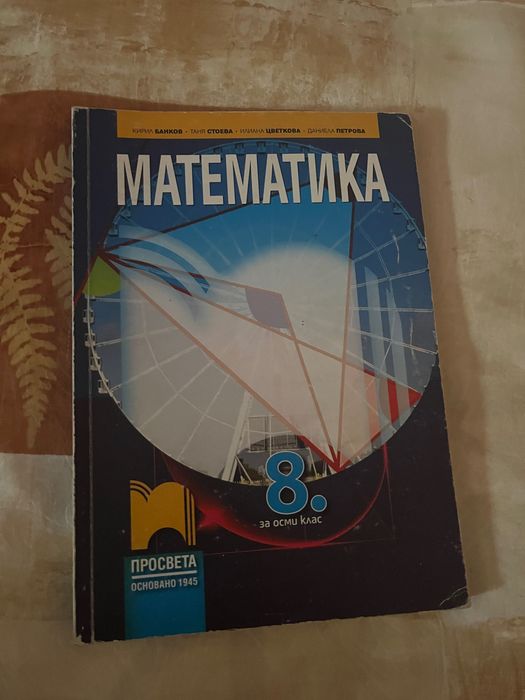 КИРИЛ БАНКОВ • ТАНЯ СТОЕВА • ИЛИАНА ЦВЕТКОВА • ДАНИЕЛА ПЕТРОВА
МАТЕМАТИКА
8.
за осми клас
ПРОСВЕТА
ОСНОВАНО 1945